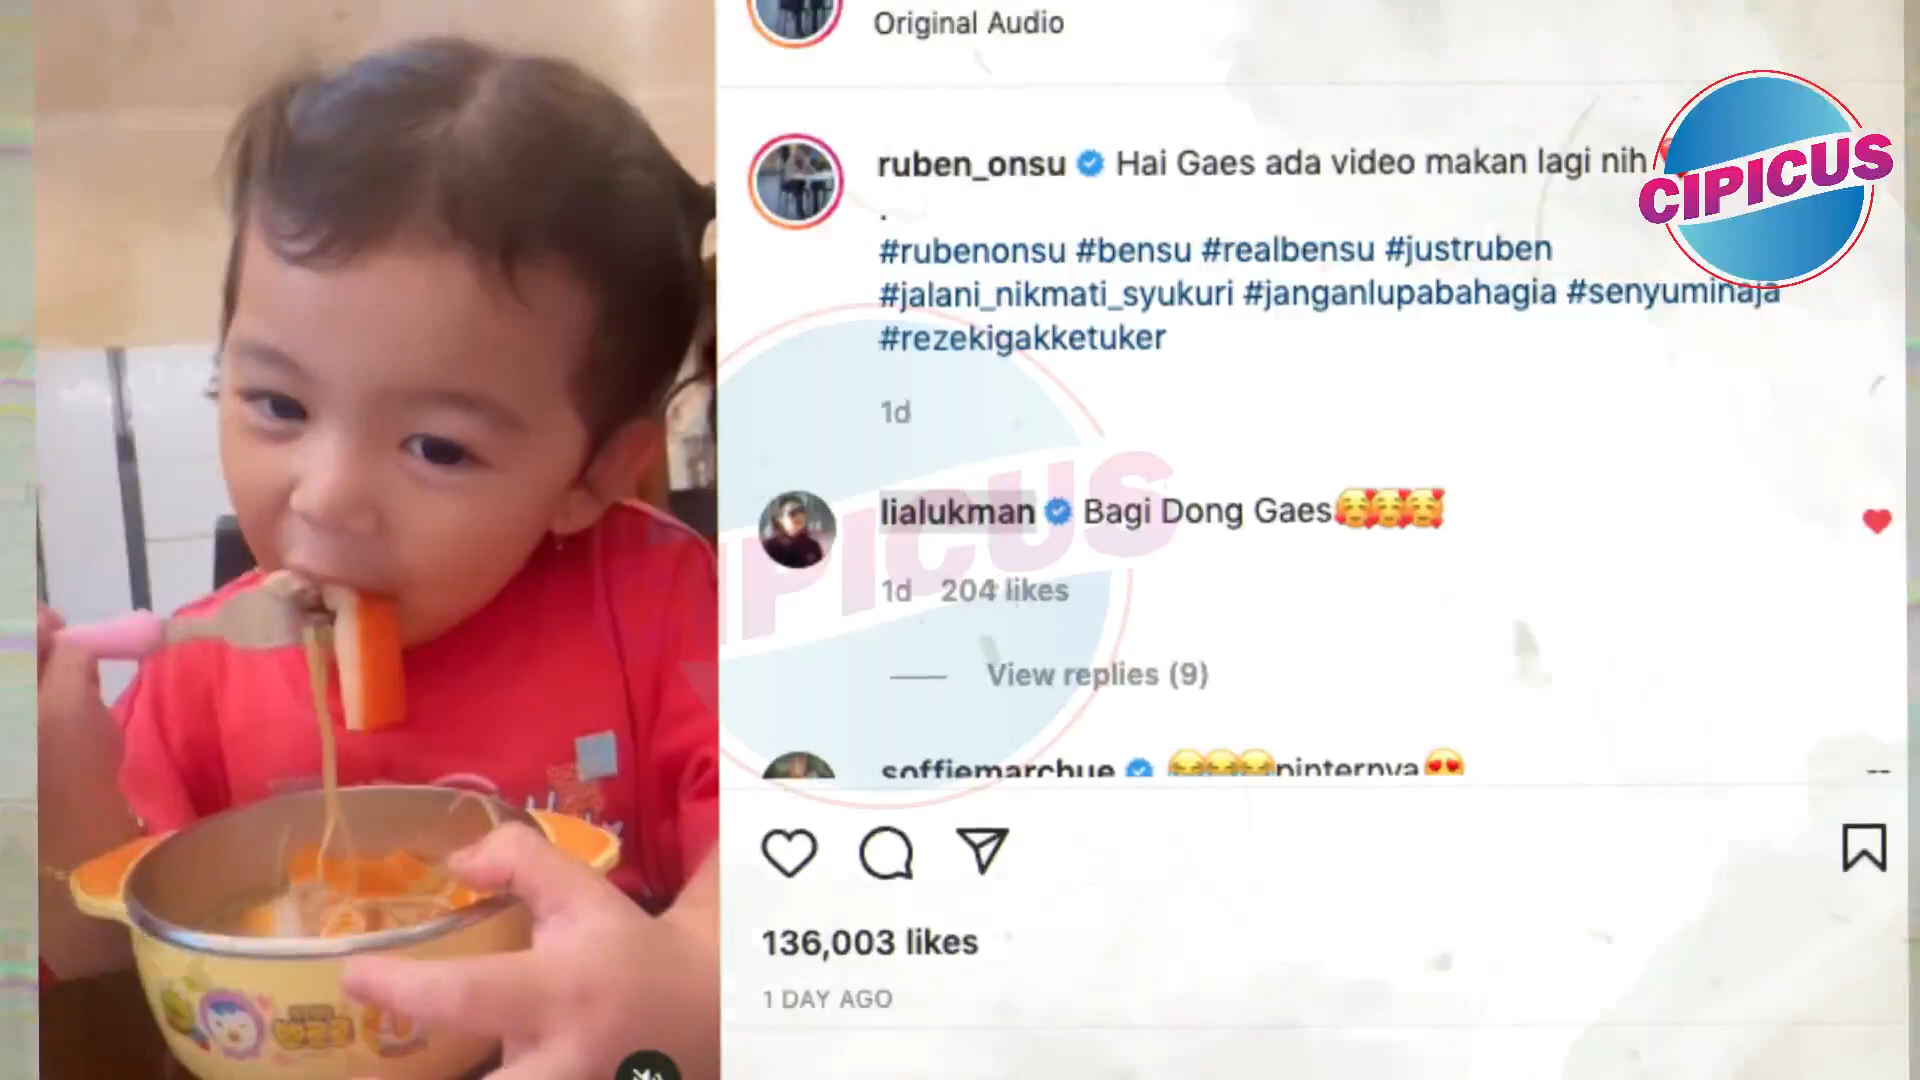 Original Audio
ruben_onsu Hai Gaes ada video makan lagi nih
.
#rubenonsu #bensu #realbensu #justruben
#jalani_nikmati_syukuri #janganlupabahagia #senyuminaja
#rezekigakketuker
1d
lialukman Bagi Dong Gaes🥰🥰🥰
1d 204 likes
View replies (9)
soffiemarchue 😂😂😂pinternya😍
136,003 likes
1 DAY AGO
CIPICUS
CIPICUS